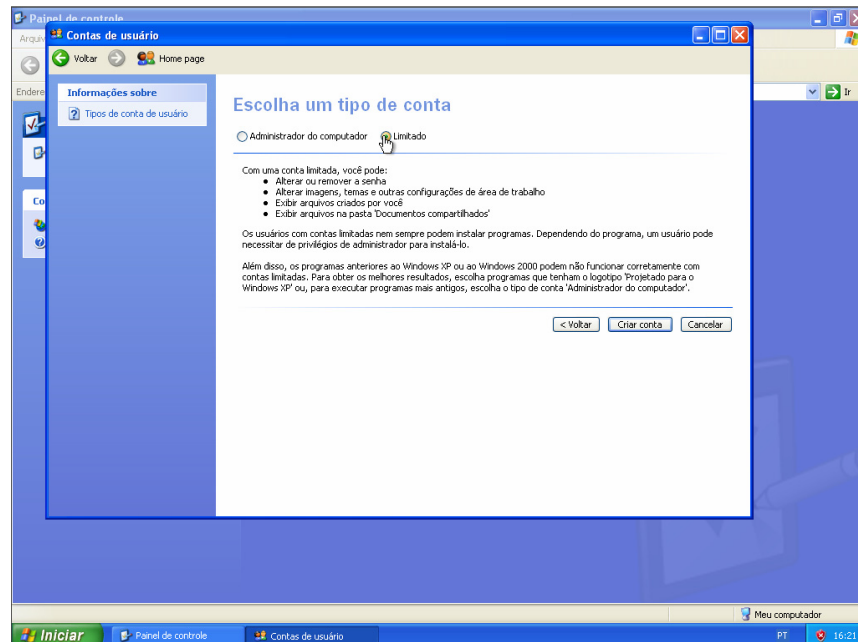 Painel de controle
Contas de usuário
Voltar
Home page
Ir
Informações sobre
Tipos de conta de usuário
Escolha um tipo de conta
Administrador do computador
Limitado
Com uma conta limitada, você pode:
Alterar ou remover a senha
Alterar imagens, temas e outras configurações de área de trabalho
Exibir arquivos criados por você
Exibir arquivos na pasta 'Documentos compartilhados'
Os usuários com contas limitadas nem sempre podem instalar programas. Dependendo do programa, um usuário pode
necessitar de privilégios de administrador para instalá-lo.
Além disso, os programas anteriores ao Windows XP ou ao Windows 2000 podem não funcionar corretamente com
contas limitadas. Para obter os melhores resultados, escolha programas que tenham o logotipo 'Projetado para o
Windows XP' ou, para executar programas mais antigos, escolha o tipo de conta 'Administrador do computador'.
< Voltar
Criar conta
Cancelar
Meu computador
Iniciar
Painel de controle
Contas de usuário
PT
16:21